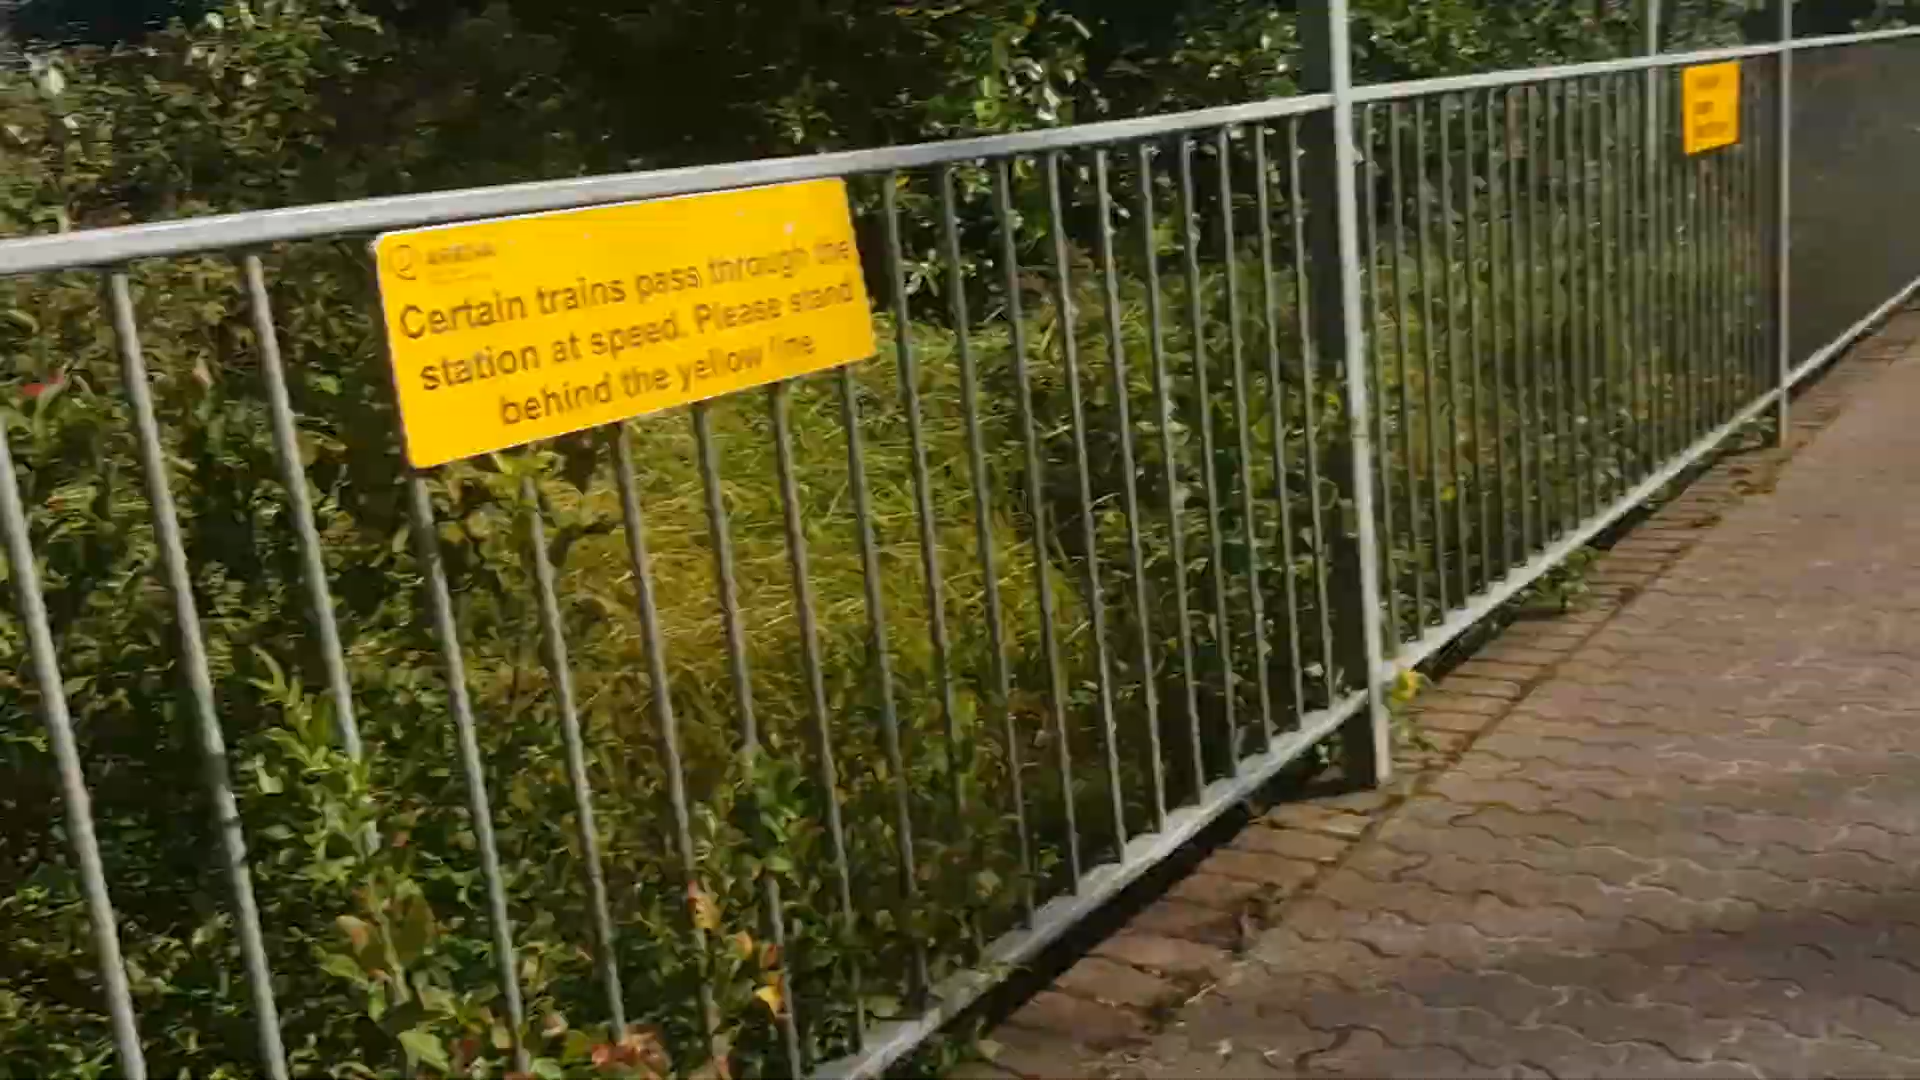 Certain trains pass through the
station at speed. Please stand
behind the yellow line